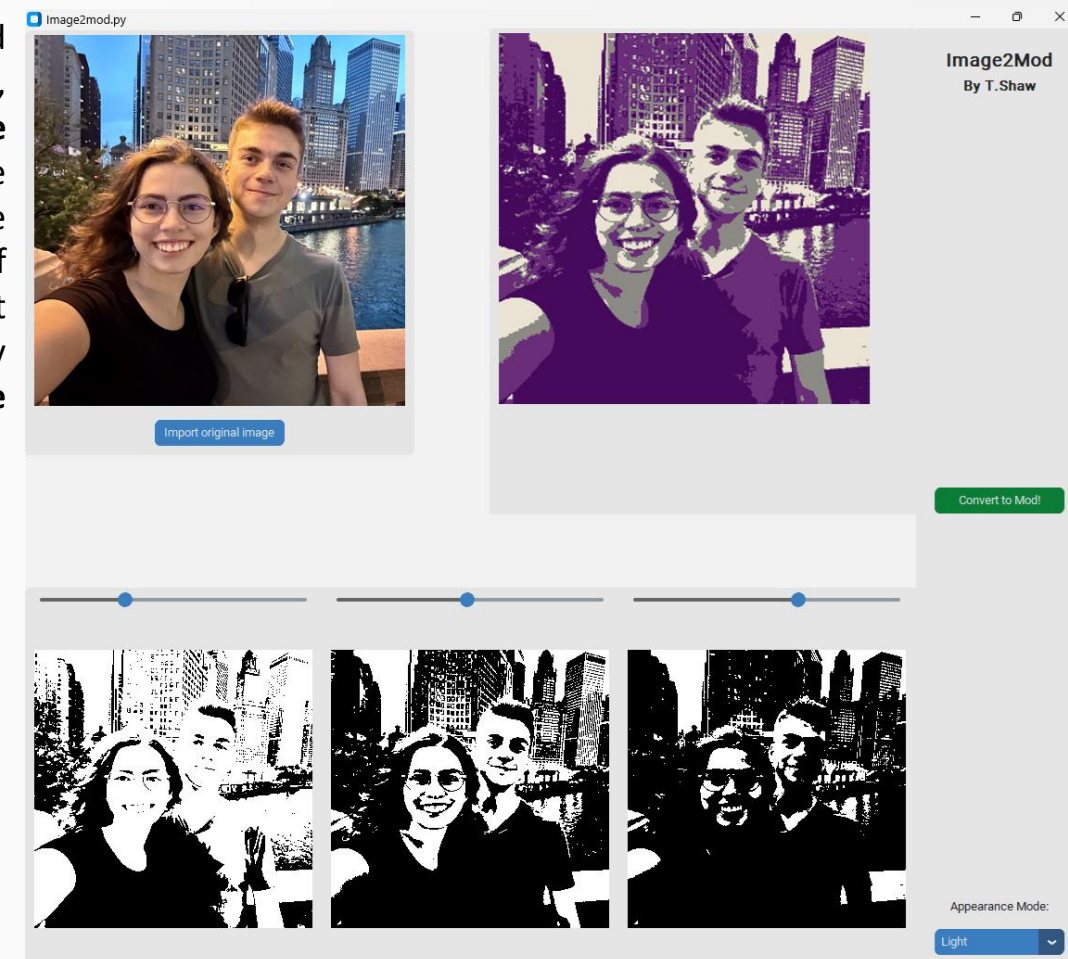 Image2mod.py
Image2Mod
By T.Shaw
Import original image
Convert to Mod!
Appearance Mode:
Light